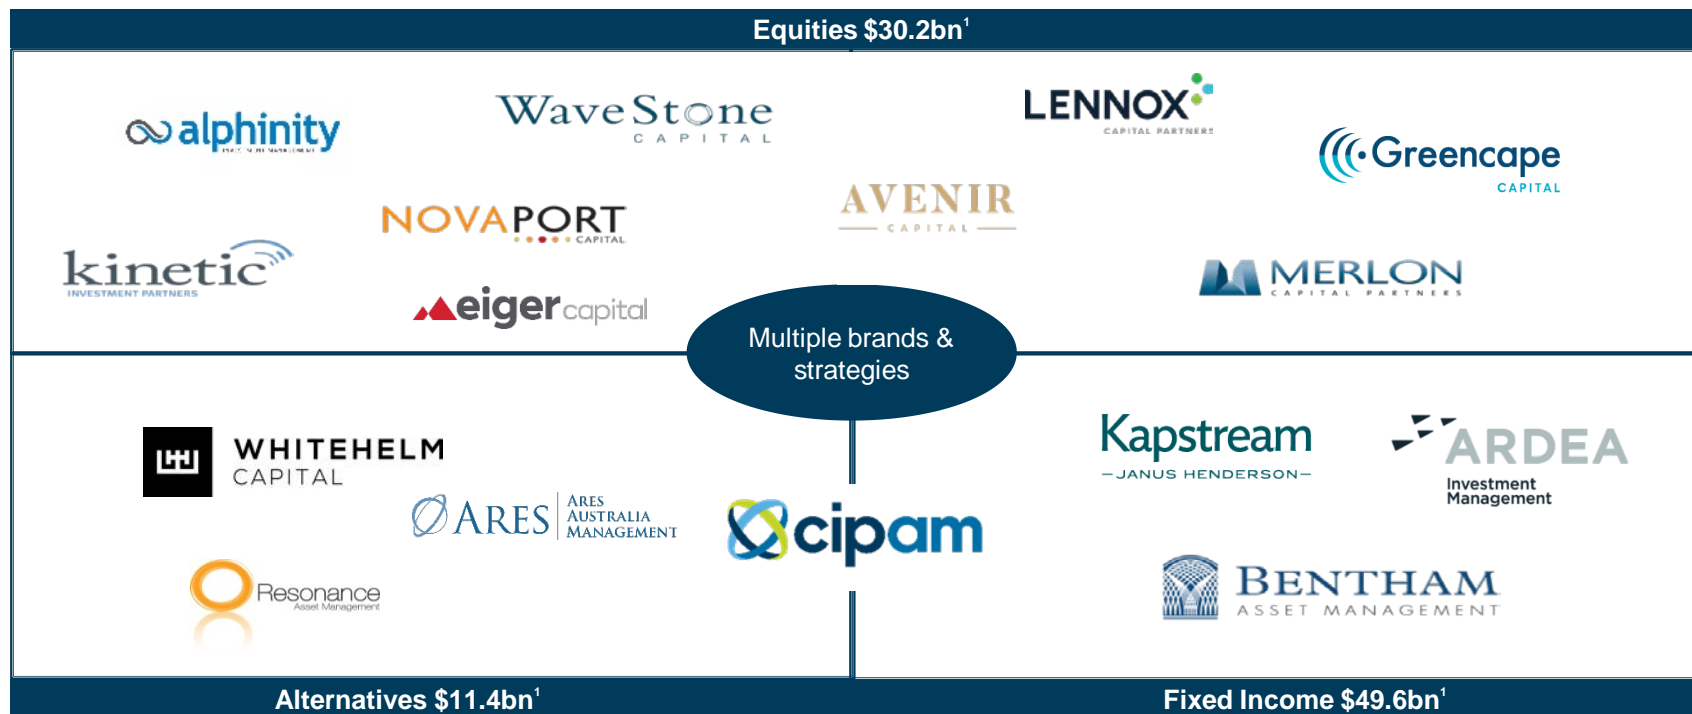 Equities $30.2bn¹
alphinity
WaveStone
CAPITAL
LENNOX
CAPITAL PARTNERS
Greencape
CAPITAL
NOVAPORT
CAPITAL
AVENIR
CAPITAL
kinetic
INVESTMENT PARTNERS
eiger capital
MERLON
CAPITAL PARTNERS
Multiple brands &
strategies
WHITEHELM
CAPITAL
ARES
ARES
AUSTRALIA
MANAGEMENT
Resonance
Asset Management
cipam
Kapstream
JANUS HENDERSON
ARDEA
Investment
Management
BENTHAM
ASSET MANAGEMENT
Alternatives $11.4bn¹
Fixed Income $49.6bn¹